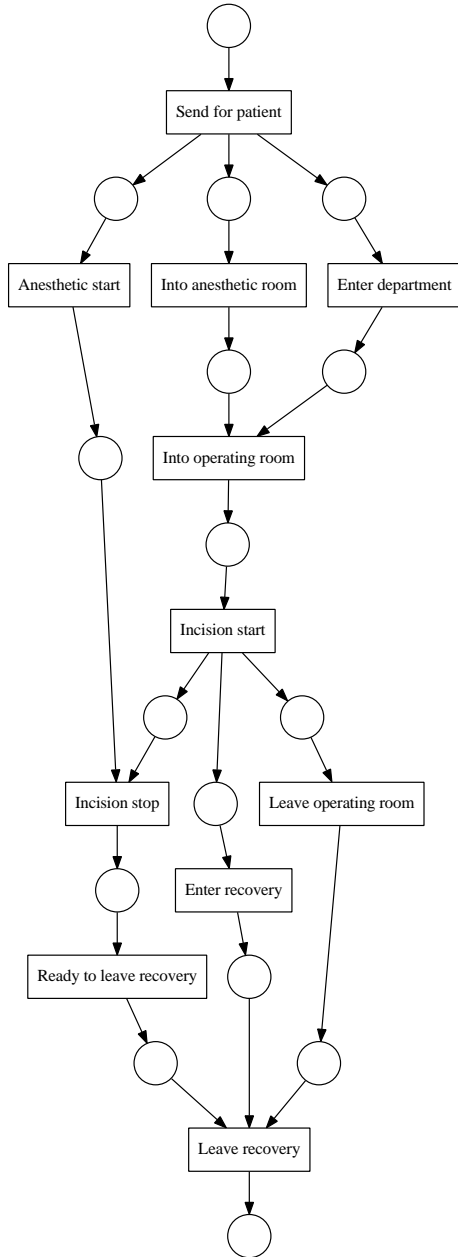 Send for patient
Anesthetic start
Into anesthetic room
Enter department
Into operating room
Incision start
Incision stop
Leave operating room
Enter recovery
Ready to leave recovery
Leave recovery